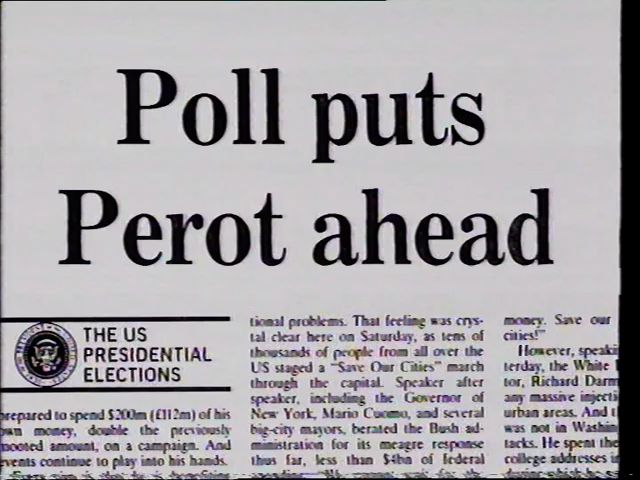 Poll puts
Perot ahead
THE US
PRESIDENTIAL
ELECTIONS
prepared to spend $200m (£112m) of his
own money, double the previously
mooted amount, on a campaign. And
events continue to play into his hands.
tional problems. That feeling was crys-
tal clear here on Saturday, as tens of
thousands of people from all over the
US staged a "Save Our Cities" march
through the capital. Speaker after
speaker, including the Governor of
New York, Mario Cuomo, and several
big-city mayors, berated the Bush ad-
ministration for its meagre response
thus far, less than $4bn of federal
money. Save our
cities!"
However, speaki
terday, the White
tor, Richard Darm
any massive injecti
urban areas. And
was not in Washin
tacks. He spent the
college addresses i